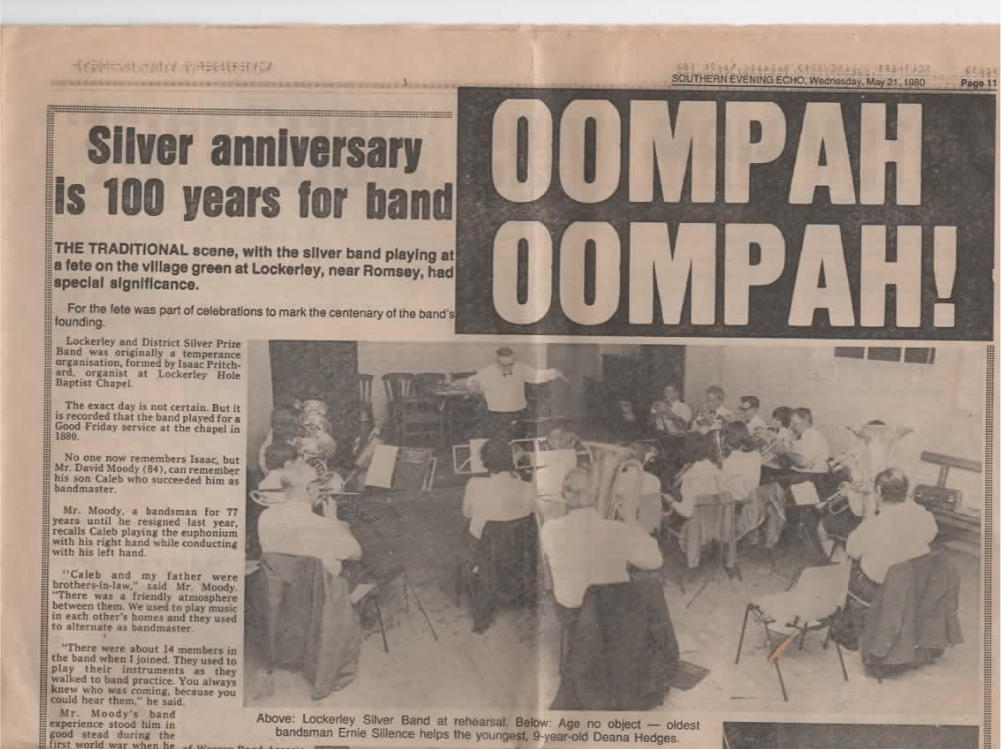 SOUTHERN EVENING ECHO, Wednesday, May 21, 1980
Page 11
OOMPAH
OOMPAH!
Silver anniversary
is 100 years for band
THE TRADITIONAL scene, with the silver band playing at
a fete on the village green at Lockerley, near Romsey, had
special significance.
For the fete was part of celebrations to mark the centenary of the band's
founding.
Lockerley and District Silver Prize
Band was originally a temperance
organisation, formed by Isaac Pritch-
ard, organist at Lockerley Hole
Baptist Chapel.
The exact day is not certain. But it
is recorded that the band played for a
Good Friday service at the chapel in
1880.
No one now remembers Isaac, but
Mr. David Moody (84), can remember
his son Caleb who succeeded him as
bandmaster.
Mr. Moody, a bandsman for 77
years until he resigned last year,
recalls Caleb playing the euphonium
with his right hand while conducting
with his left hand.
"Caleb and my father were
brothers-in-law," said Mr. Moody.
"There was a friendly atmosphere
between them. We used to play music
in each other's homes and they used
to alternate as bandmaster.
"There were about 14 members in
the band when I joined. They used to
play their instruments as they
walked to band practice. You always
knew who was coming, because you
could hear them," he said.
Mr. Moody's band
experience stood him in
good stead during the
first world war when he
Above: Lockerley Silver Band at rehearsal. Below: Age no object — oldest
bandsman Ernie Sillence helps the youngest, 9-year-old Deana Hedges.